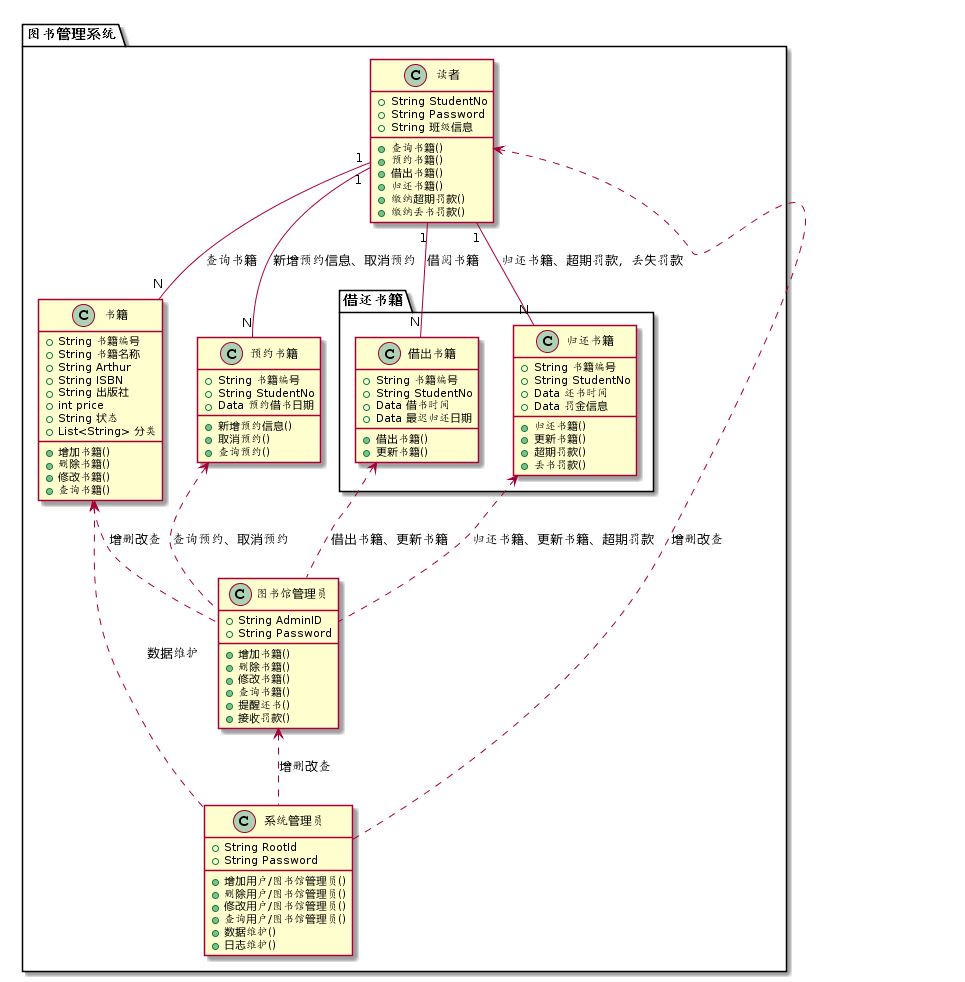 图书管理系统
C 读者
String StudentNo
String Password
String 班级信息
查询书籍()
预约书籍()
借出书籍()
归还书籍()
缴纳超期罚款()
缴纳丢书罚款()
1
1
1
1
查询书籍
新增预约信息、取消预约
借阅书籍
归还书籍、超期罚款，丢失罚款
N
N
N
N
C 书籍
String 书籍编号
String 书籍名称
String Arthur
String ISBN
String 出版社
int price
String 状态
List<String> 分类
增加书籍()
删除书籍()
修改书籍()
查询书籍()
C 预约书籍
String 书籍编号
String StudentNo
Data 预约借书日期
新增预约信息()
取消预约()
查询预约()
借还书籍
C 借出书籍
String 书籍编号
String StudentNo
Data 借书时间
Data 最迟归还日期
借出书籍()
更新书籍()
C 归还书籍
String 书籍编号
String StudentNo
Data 还书时间
Data 罚金信息
归还书籍()
更新书籍()
超期罚款()
丢书罚款()
增删改查
查询预约、取消预约
借出书籍、更新书籍
归还书籍、更新书籍、超期罚款
增删改查
C 图书馆管理员
String AdminID
String Password
增加书籍()
删除书籍()
修改书籍()
查询书籍()
提醒还书()
接收罚款()
数据维护
增删改查
C 系统管理员
String RootId
String Password
增加用户/图书馆管理员()
删除用户/图书馆管理员()
修改用户/图书馆管理员()
查询用户/图书馆管理员()
数据维护()
日志维护()